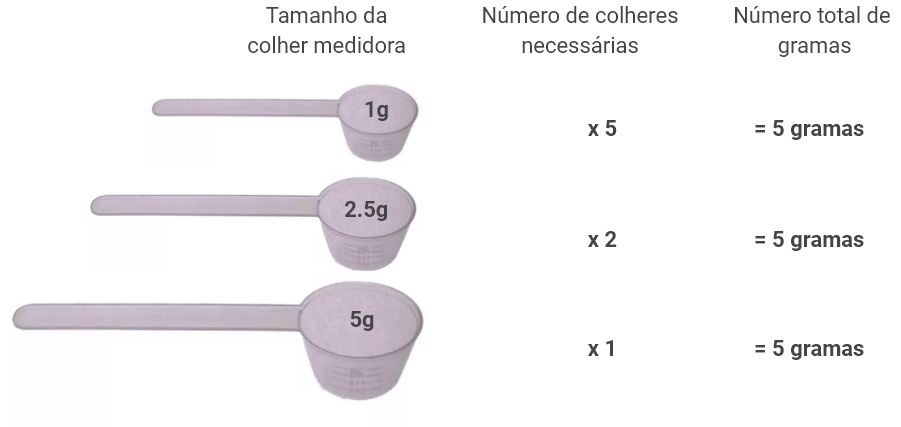 Tamanho da
colher medidora
Número de colheres
necessárias
Número total de
gramas
1g
x 5
= 5 gramas
2.5g
x 2
= 5 gramas
5g
x 1
= 5 gramas